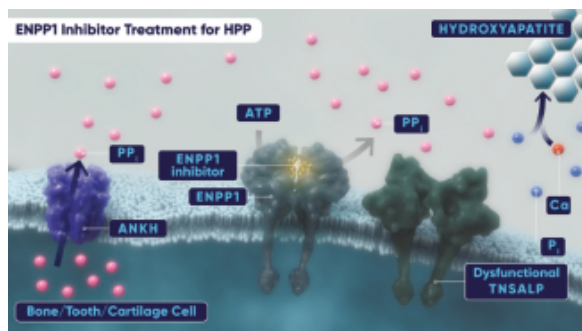 ENPP1 Inhibitor Treatment for HPP
HYDROXYAPATITE
ATP
PPi
PPi
ENPP1
inhibitor
ENPP1
Ca
ANKH
Pi
Dysfunctional
TNSALP
Bone/Tooth/Cartilage Cell